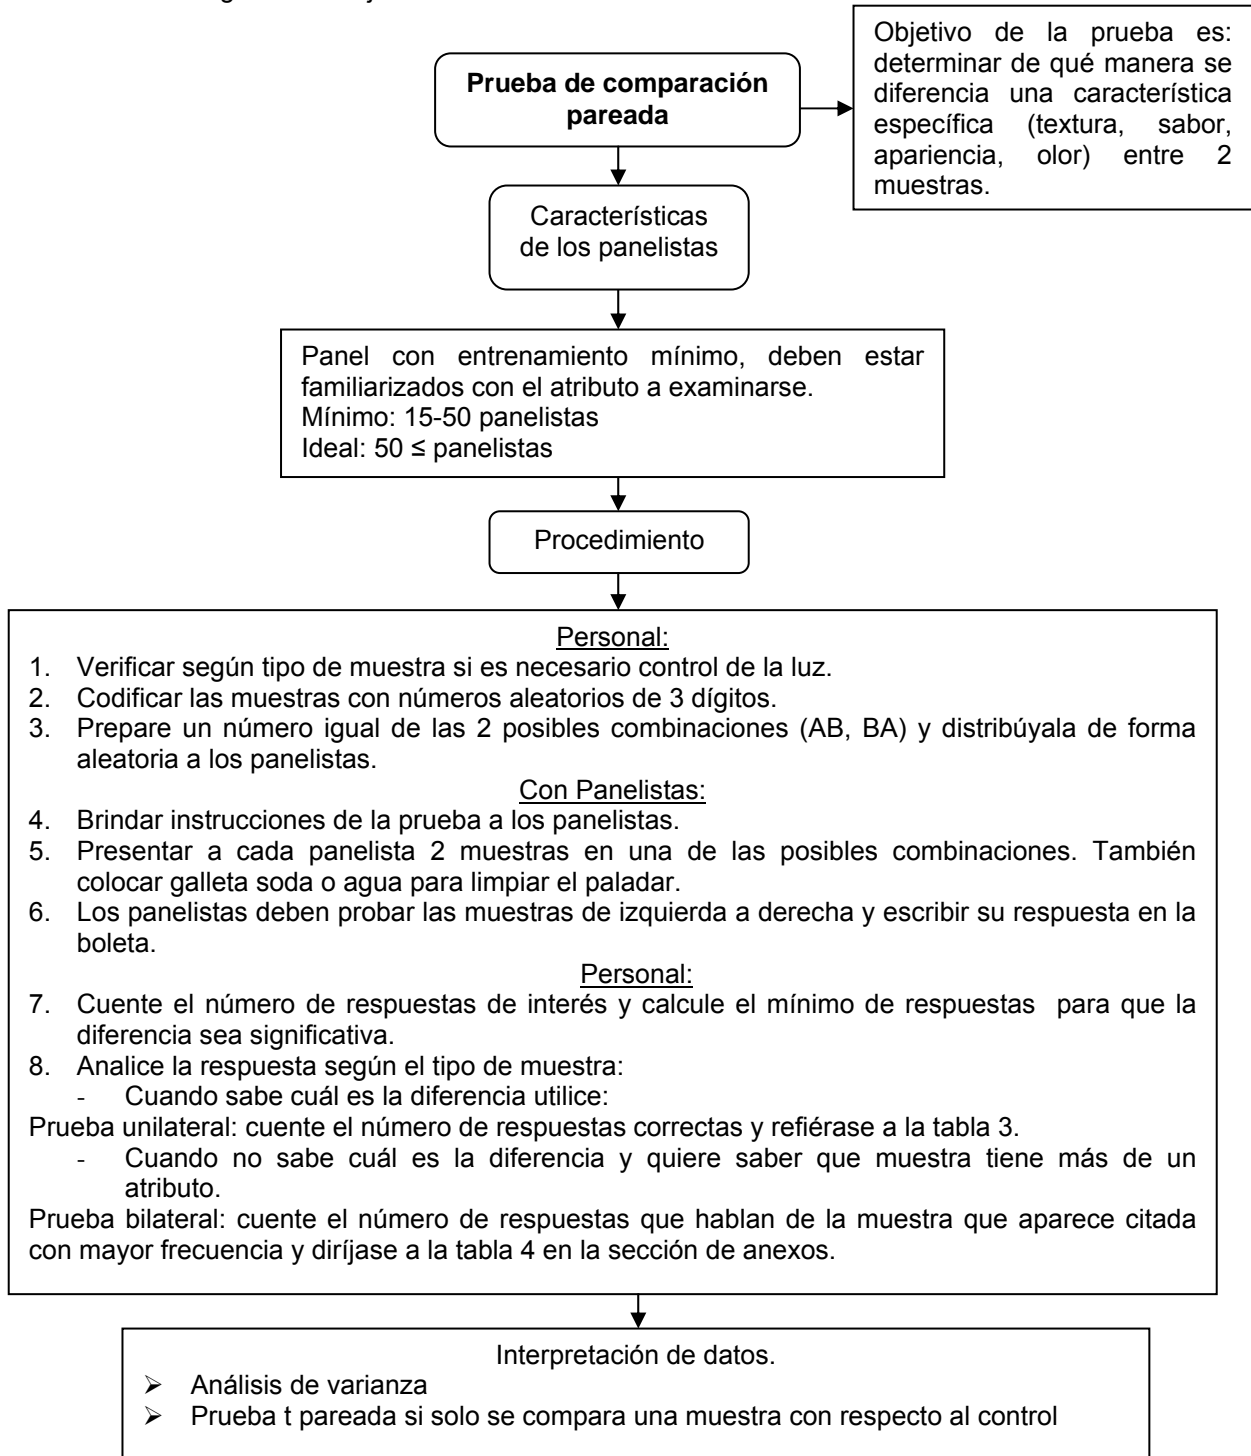 Prueba de comparación
pareada
Objetivo de la prueba es:
determinar de qué manera se
diferencia una característica
específica (textura, sabor,
apariencia, olor) entre 2
muestras.
Características
de los panelistas
Panel con entrenamiento mínimo, deben estar
familiarizados con el atributo a examinarse.
Mínimo: 15-50 panelistas
Ideal: 50 ≤ panelistas
Procedimiento
Personal:
1. Verificar según tipo de muestra si es necesario control de la luz.
2. Codificar las muestras con números aleatorios de 3 dígitos.
3. Prepare un número igual de las 2 posibles combinaciones (AB, BA) y distribúyala de forma
aleatoria a los panelistas.
Con Panelistas:
4. Brindar instrucciones de la prueba a los panelistas.
5. Presentar a cada panelista 2 muestras en una de las posibles combinaciones. También
colocar galleta soda o agua para limpiar el paladar.
6. Los panelistas deben probar las muestras de izquierda a derecha y escribir su respuesta en la
boleta.
Personal:
7. Cuente el número de respuestas de interés y calcule el mínimo de respuestas para que la
diferencia sea significativa.
8. Analice la respuesta según el tipo de muestra:
- Cuando sabe cuál es la diferencia utilice:
Prueba unilateral: cuente el número de respuestas correctas y refiérase a la tabla 3.
- Cuando no sabe cuál es la diferencia y quiere saber que muestra tiene más de un
atributo.
Prueba bilateral: cuente el número de respuestas que hablan de la muestra que aparece citada
con mayor frecuencia y diríjase a la tabla 4 en la sección de anexos.
Interpretación de datos.
➢ Análisis de varianza
➢ Prueba t pareada si solo se compara una muestra con respecto al control